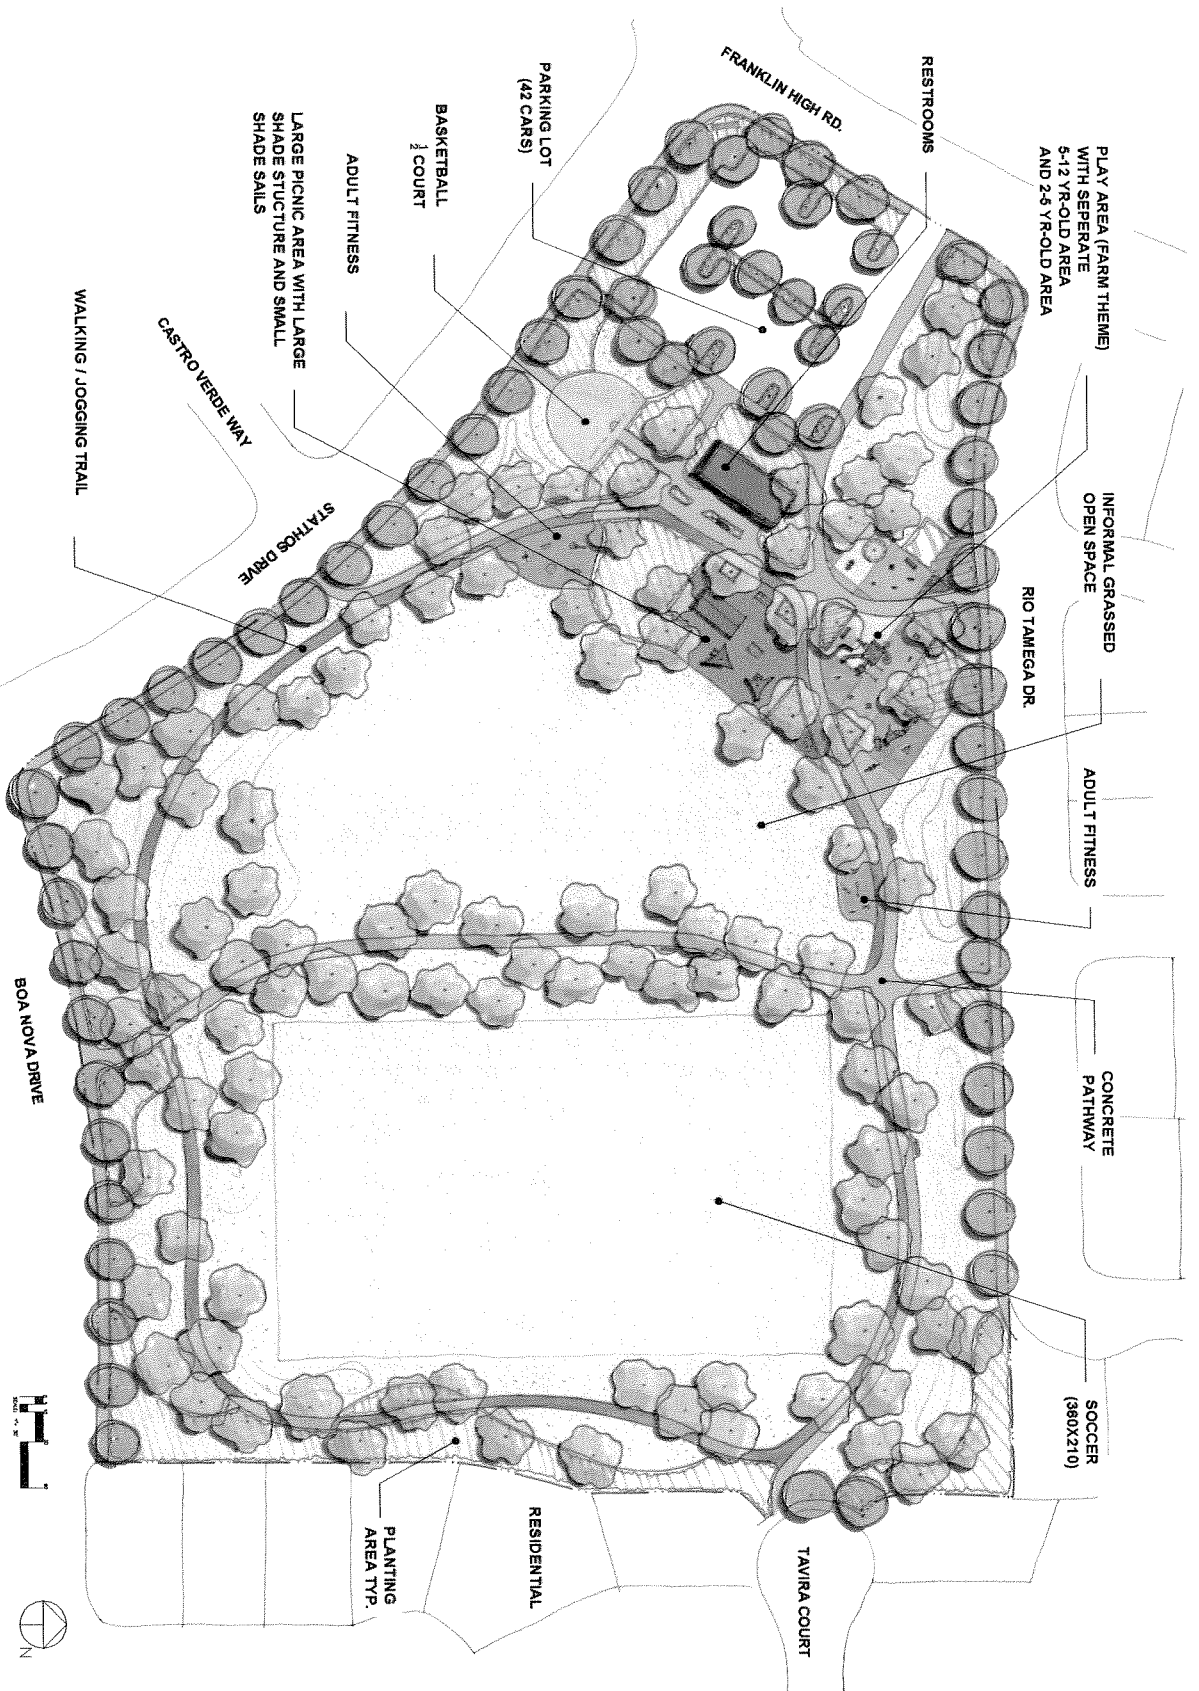 PLAY AREA (FARM THEME)
WITH SEPERATE
5-12 YR-OLD AREA
AND 2-5 YR-OLD AREA
INFORMAL GRASSED
OPEN SPACE
ADULT FITNESS
CONCRETE
PATHWAY
SOCCER
(360X210)
RIO TAMEGA DR.
RESTROOMS
FRANKLIN HIGH RD.
PARKING LOT
(42 CARS)
BASKETBALL
½ COURT
ADULT FITNESS
LARGE PICNIC AREA WITH LARGE
SHADE STUCTURE AND SMALL
SHADE SAILS
STATHOS DRIVE
CASTRO VERDE WAY
WALKING / JOGGING TRAIL
BOA NOVA DRIVE
TAVIRA COURT
RESIDENTIAL
PLANTING
AREA TYP.
N